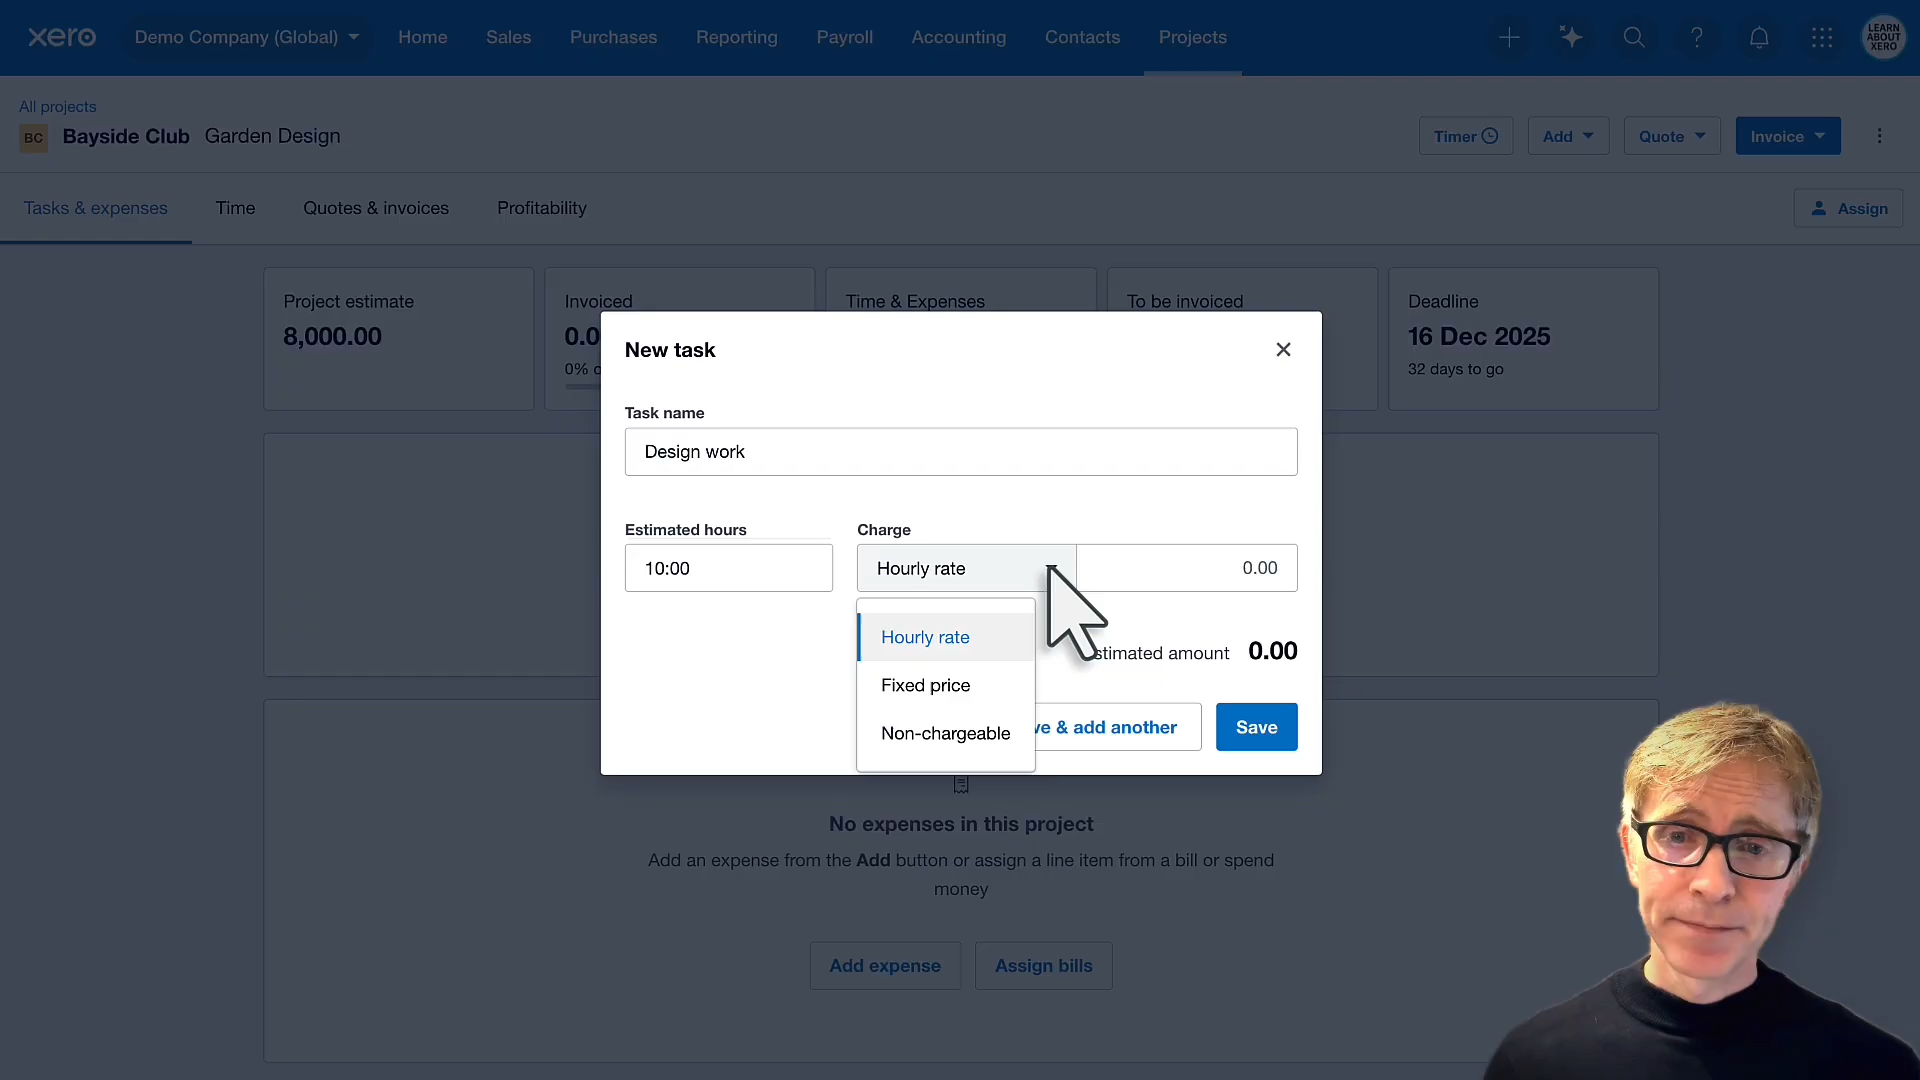 xero
Demo Company (Global)
Home
Sales
Purchases
Reporting
Payroll
Accounting
Contacts
Projects
LEARN
ABOUT
XERO
All projects
BC
Bayside Club
Garden Design
Timer
Add
Quote
Invoice
Tasks & expenses
Time
Quotes & invoices
Profitability
Assign
Project estimate
8,000.00
Invoiced
0.0
0%
Time & Expenses
To be invoiced
Deadline
16 Dec 2025
32 days to go
New task
Task name
Design work
Estimated hours
10:00
Charge
Hourly rate
0.00
Hourly rate
Fixed price
Non-chargeable
stimated amount
0.00
ve & add another
Save
No expenses in this project
Add an expense from the Add button or assign a line item from a bill or spend
money
Add expense
Assign bills